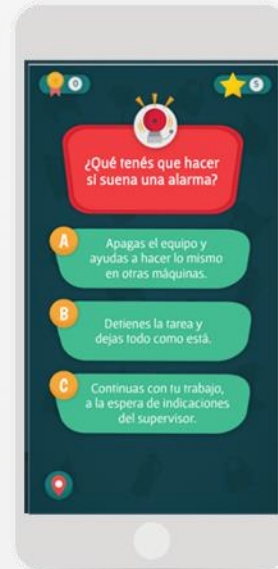 0
5
¿Qué tenés que hacer
si suena una alarma?
A
Apagas el equipo y
ayudas a hacer lo mismo
en otras máquinas.
B
Detienes la tarea y
dejas todo como está.
C
Continuas con tu trabajo,
a la espera de indicaciones
del supervisor.